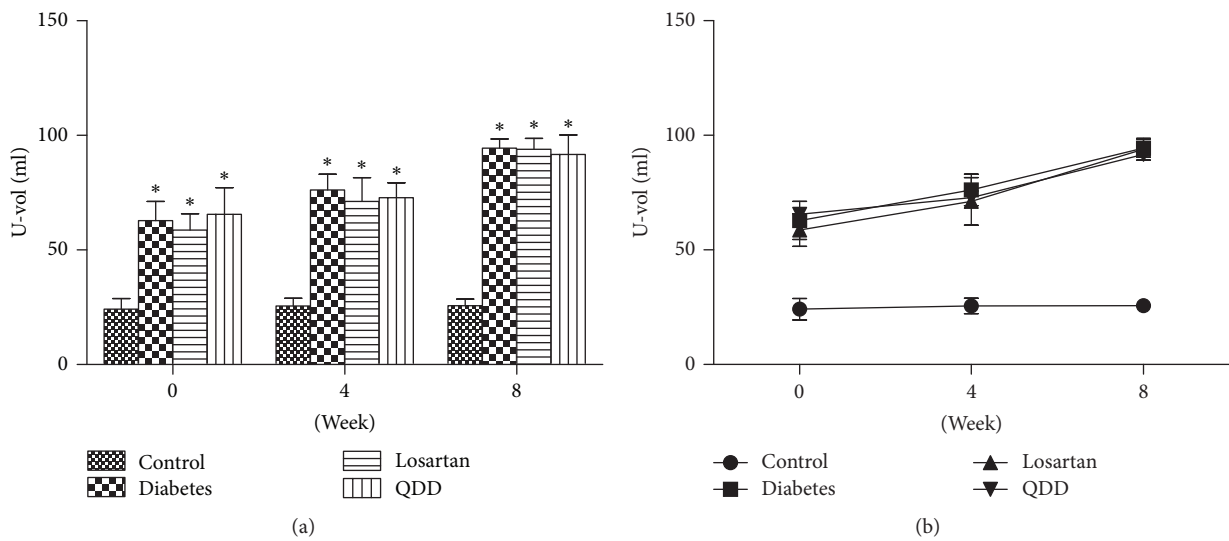 150
100
50
0
U-vol (ml)
* * *
* * *
* * *
0 4 8
(Week)
Control
Diabetes
Losartan
QDD
(a)
150
100
50
0
U-vol (ml)
0 4 8
(Week)
Control
Diabetes
Losartan
QDD
(b)